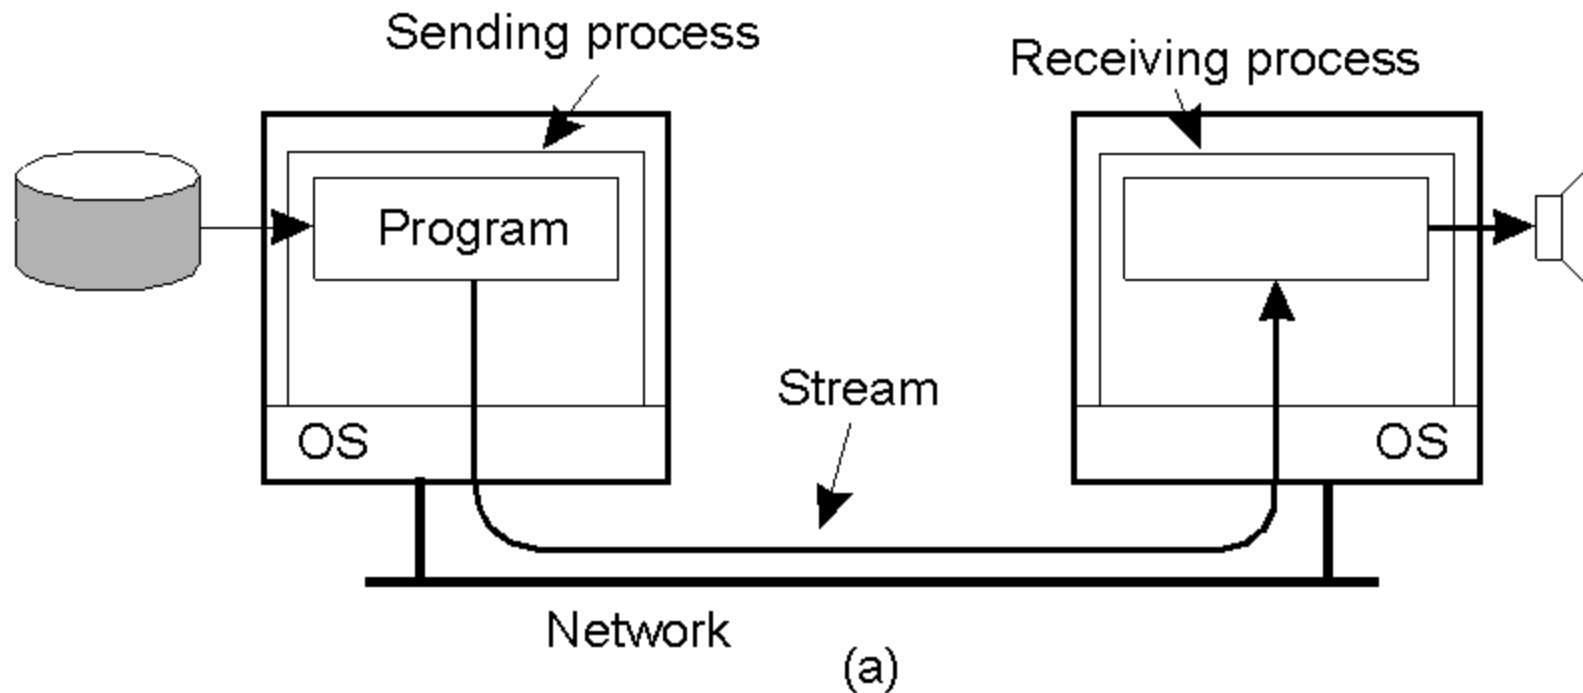 Sending process
Receiving process
Program
Stream
OS
OS
Network
(a)